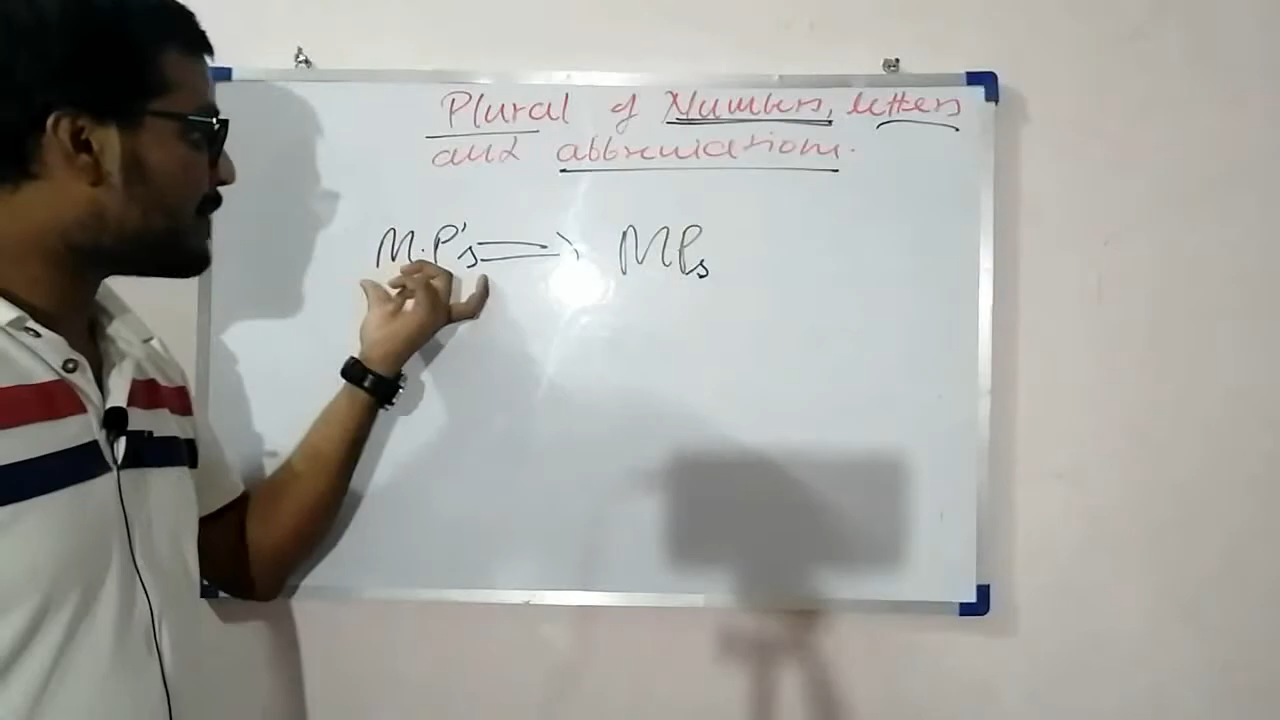 Plural of Numbers, letters
and abbreviations.
M.P's ⇒ MPs